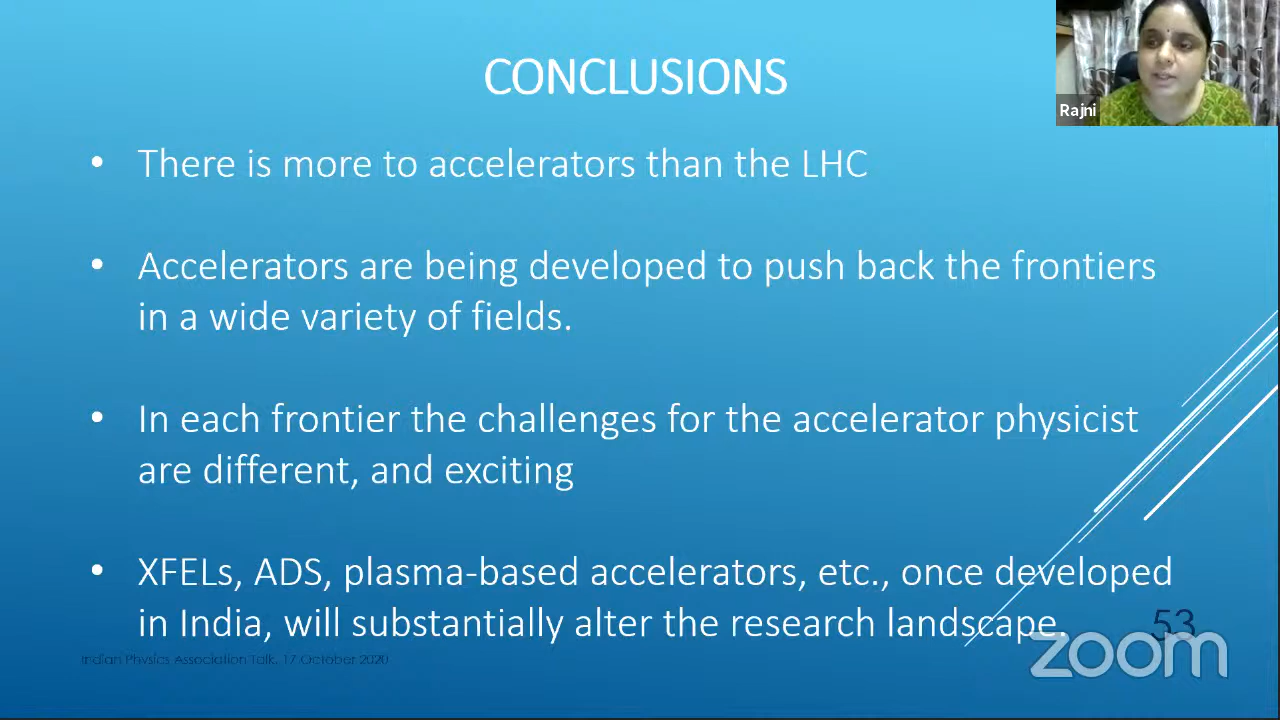 CONCLUSIONS
Rajni
• There is more to accelerators than the LHC
• Accelerators are being developed to push back the frontiers
in a wide variety of fields.
• In each frontier the challenges for the accelerator physicist
are different, and exciting
• XFELs, ADS, plasma-based accelerators, etc., once developed
in India, will substantially alter the research landscape.
53
Indian Physics Association Talk, 17 October 2020
zoom